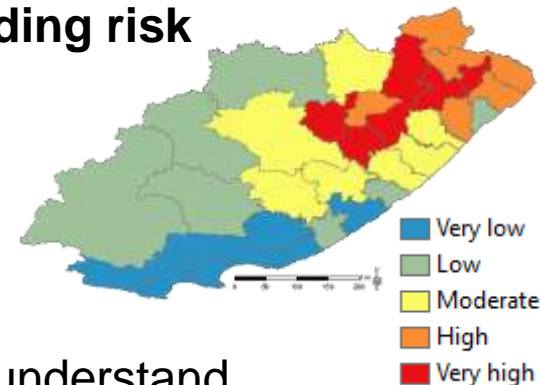 ding risk
Very low
Low
Moderate
High
Very high
understand